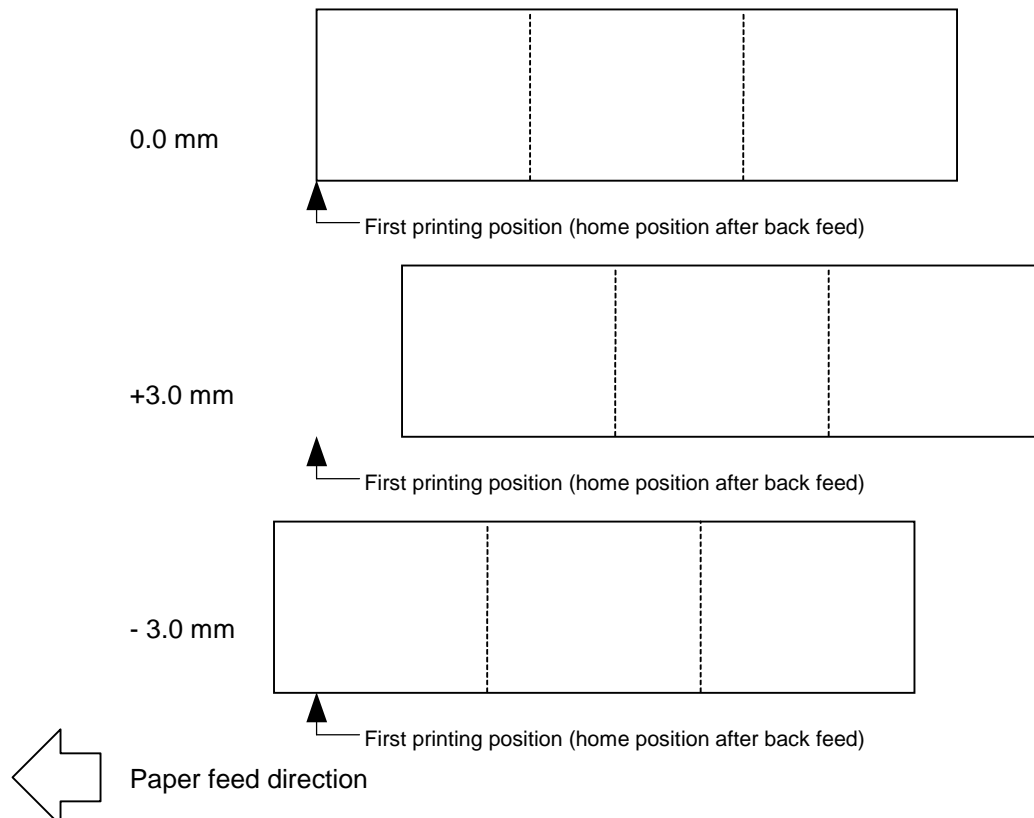 0.0 mm
First printing position (home position after back feed)
+3.0 mm
First printing position (home position after back feed)
- 3.0 mm
First printing position (home position after back feed)
Paper feed direction